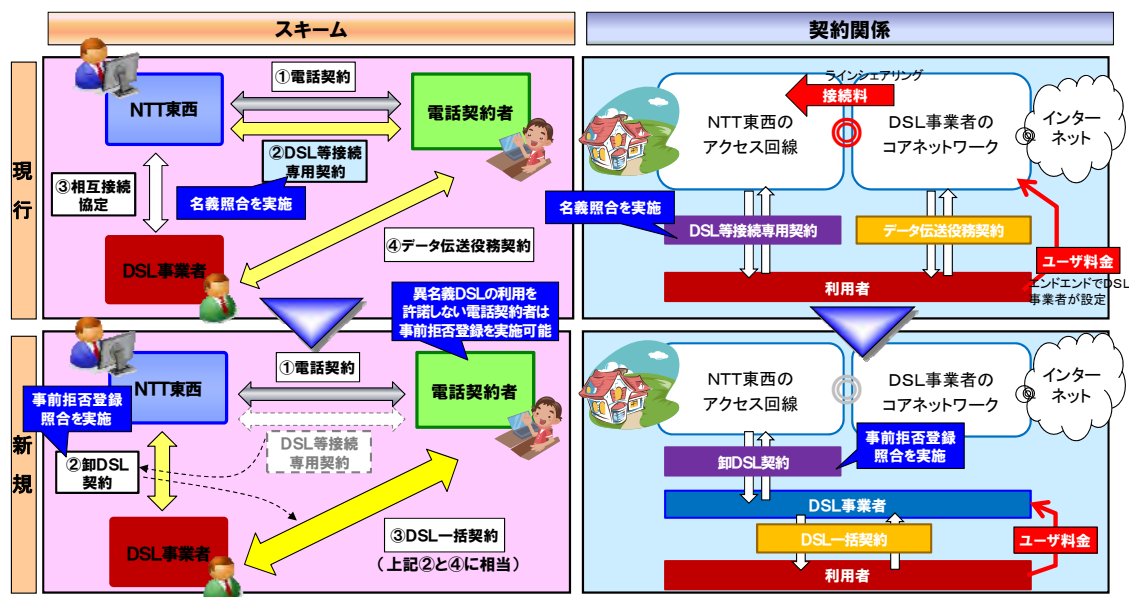 スキーム
契約関係
現
行
NTT東西
①電話契約
電話契約者
②DSL等接続
専用契約
③相互接続
協定
名義照合を実施
④データ伝送役務契約
DSL事業者
ラインシェアリング
接続料
NTT東西の
アクセス回線
DSL事業者の
コアネットワーク
インター
ネット
名義照合を実施
DSL等接続専用契約
データ伝送役務契約
ユーザ料金
利用者
エンドエンドでDSL
事業者が設定
異名義DSLの利用を
許諾しない電話契約者は
事前拒否登録を実施可能
新
規
NTT東西
①電話契約
電話契約者
事前拒否登録
照合を実施
DSL等接続
専用契約
②卸DSL
契約
DSL事業者
③DSL一括契約
(上記②と④に相当)
NTT東西の
アクセス回線
DSL事業者の
コアネットワーク
インター
ネット
事前拒否登録
照合を実施
卸DSL契約
DSL事業者
DSL一括契約
ユーザ料金
利用者